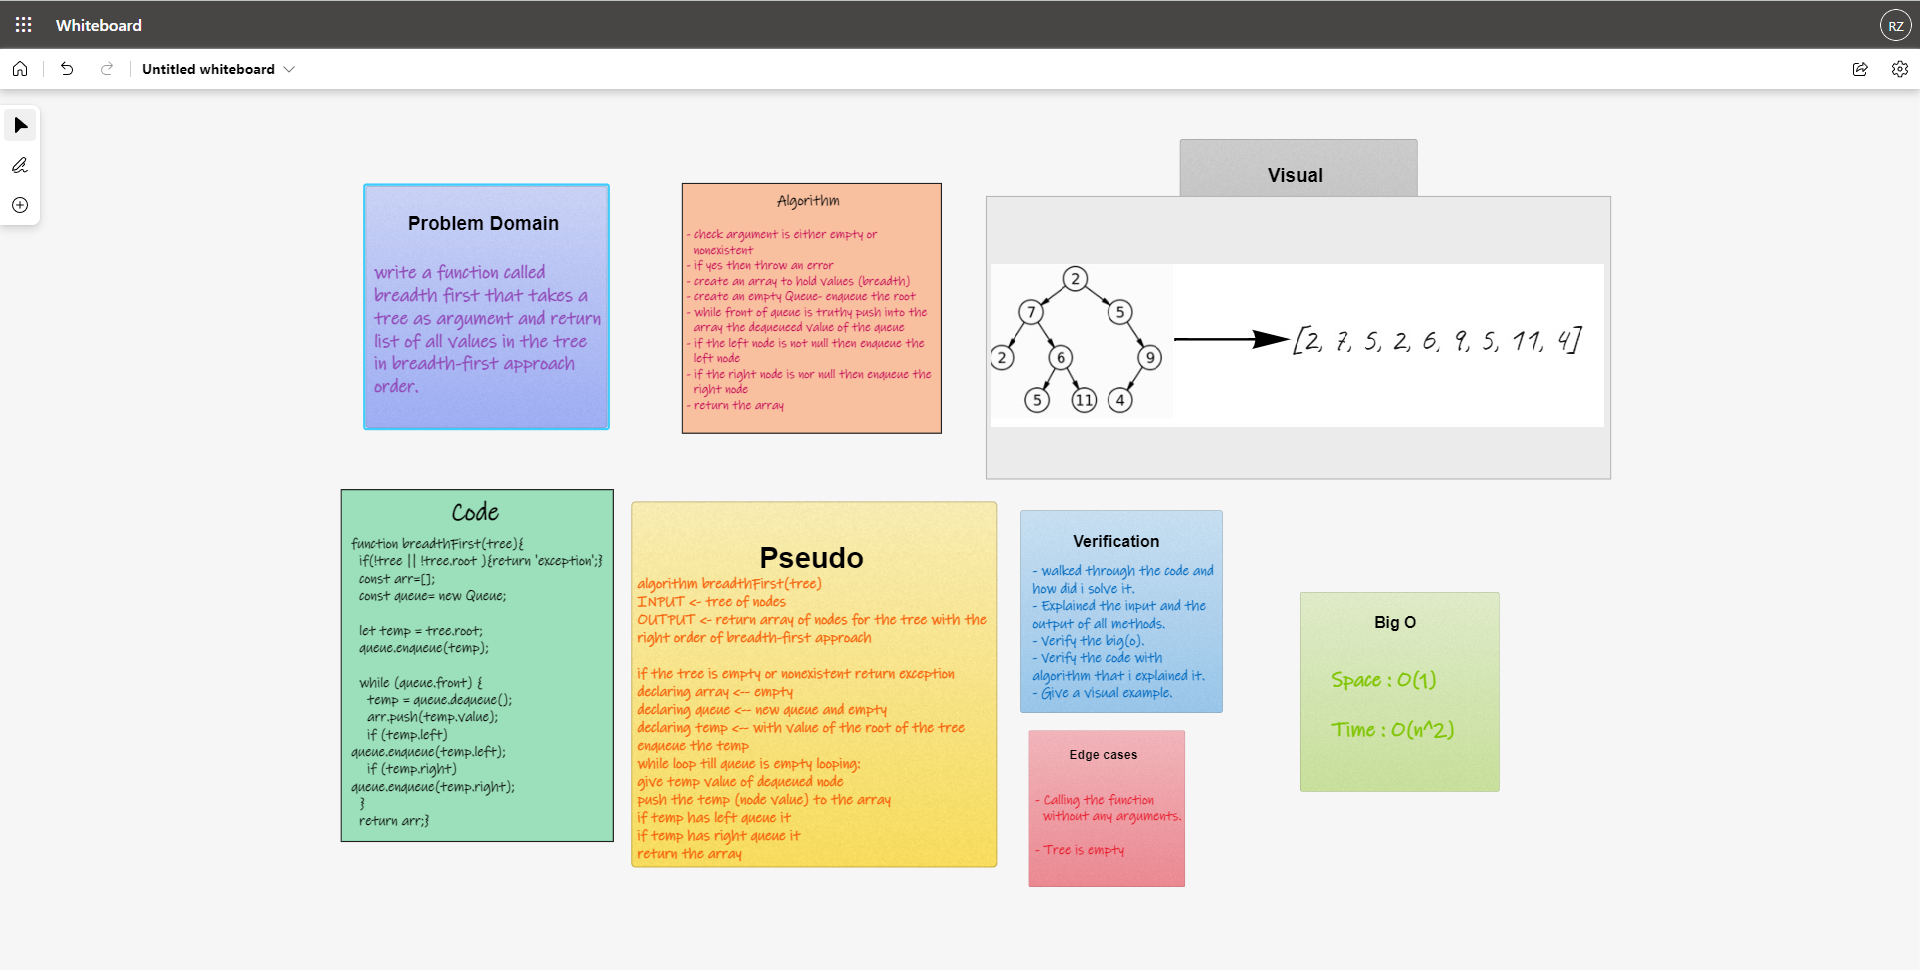 Whiteboard
RZ
Untitled whiteboard
Problem Domain
write a function called
breadth first that takes a
tree as argument and return
list of all values in the tree
in breadth-first approach
order.
Algorithm
- check argument is either empty or
nonexistent
- if yes then throw an error
- create an array to hold values (breadth)
- create an empty Queue- enqueue the root
- while front of queue is truthy push into the
array the dequeueed value of the queue
- if the left node is not null then enqueue the
left node
- if the right node is nor null then enqueue the
right node
- return the array
Visual
2
7 5
2 6 9
5 11 4
[2, 7, 5, 2, 6, 9, 5, 11, 4]
Code
function breadthFirst(tree){
if(!tree || !tree.root ){return 'exception';}
const arr=[];
const queue= new Queue;
let temp = tree.root;
queue.enqueue(temp);
while (queue.front) {
temp = queue.dequeue();
arr.push(temp.value);
if (temp.left)
queue.enqueue(temp.left);
if (temp.right)
queue.enqueue(temp.right);
}
return arr;}
Pseudo
algorithm breadthFirst(tree)
INPUT <- tree of nodes
OUTPUT <- return array of nodes for the tree with the
right order of breadth-first approach
if the tree is empty or nonexistent return exception
declaring array <-- empty
declaring queue <-- new queue and empty
declaring temp <-- with value of the root of the tree
enqueue the temp
while loop till queue is empty looping:
give temp value of dequeued node
push the temp (node value) to the array
if temp has left queue it
if temp has right queue it
return the array
Verification
- walked through the code and
how did i solve it.
- Explained the input and the
output of all methods.
- Verify the big(o).
- Verify the code with
algorithm that i explained it.
- Give a visual example.
Edge cases
- Calling the function
without any arguments.
- Tree is empty
Big O
Space : O(1)
Time : O(n^2)